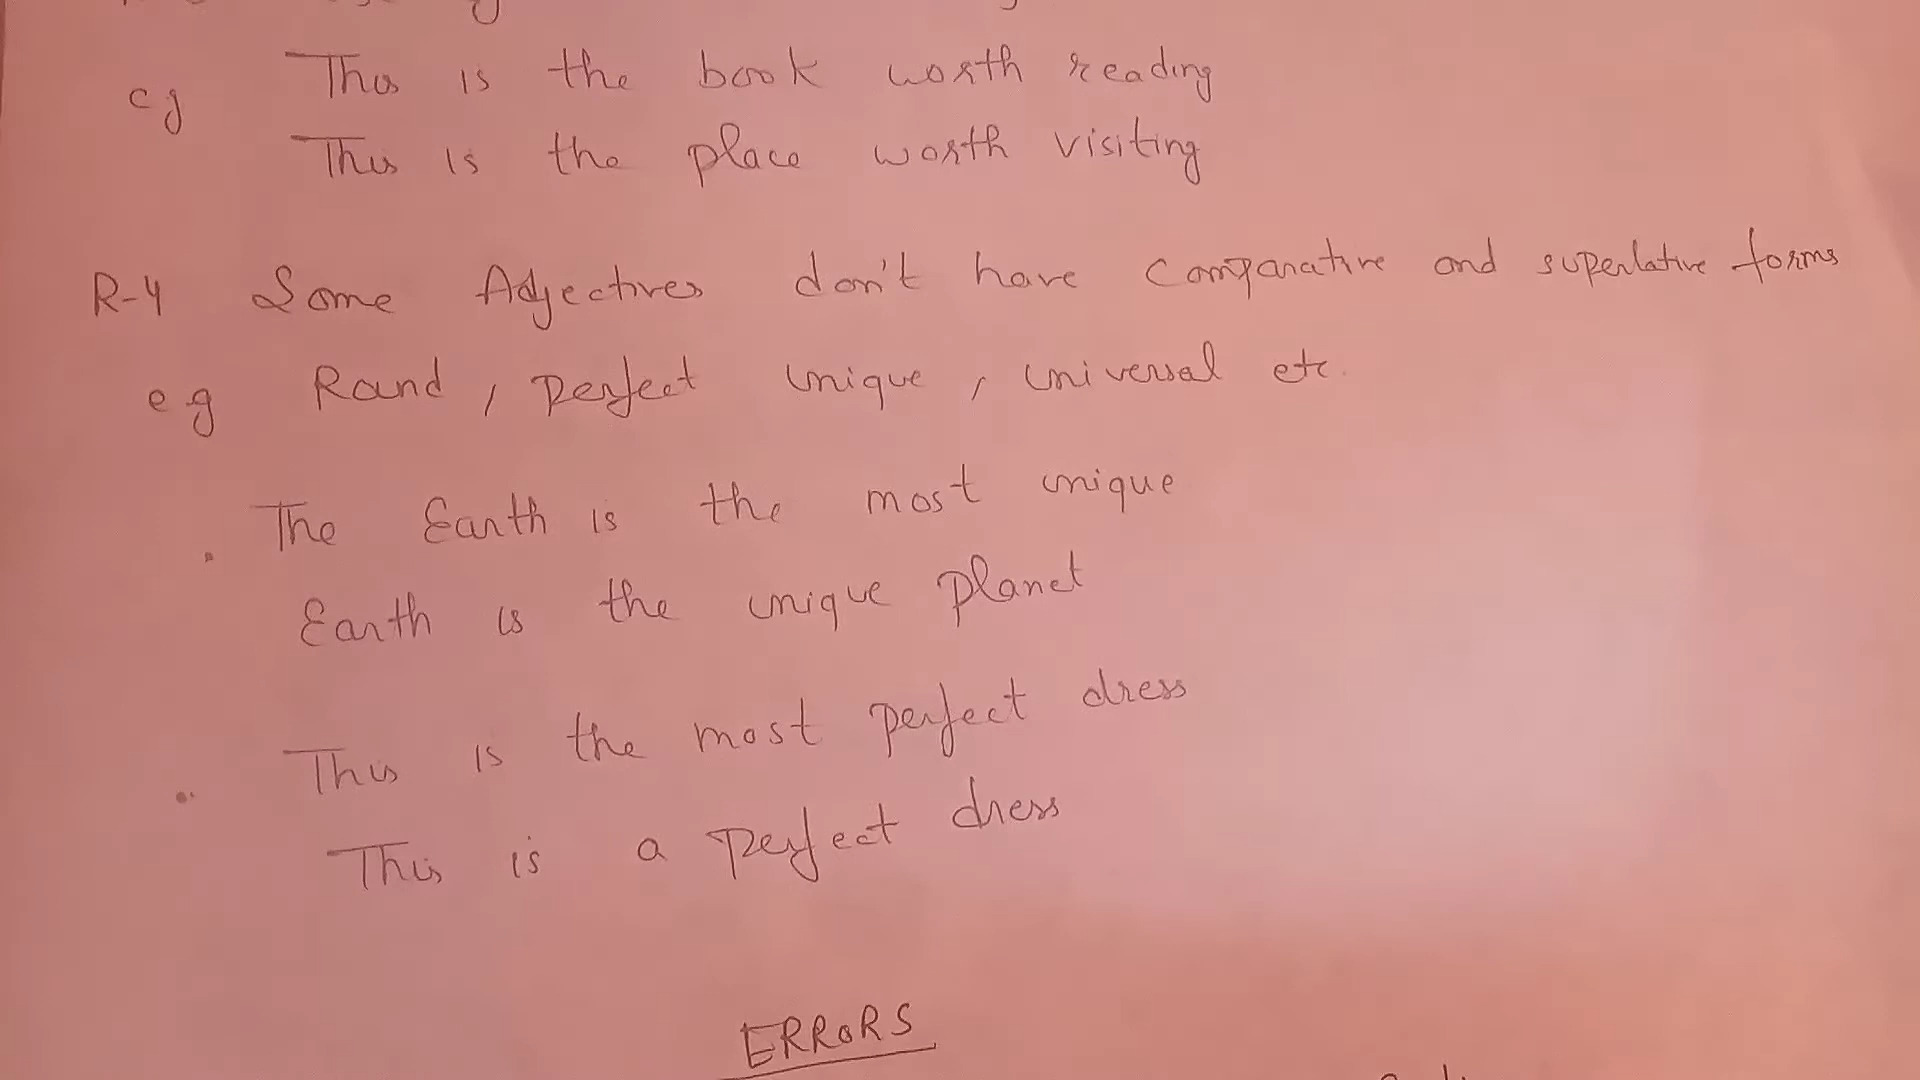 eg This is the book worth reading
This is the place worth visiting
R-4 Some Adjectives don't have comparative and superlative forms
eg Round, perfect unique, universal etc.
The Earth is the most unique
Earth is the unique planet
This is the most perfect dress
This is a perfect dress
ERRORS